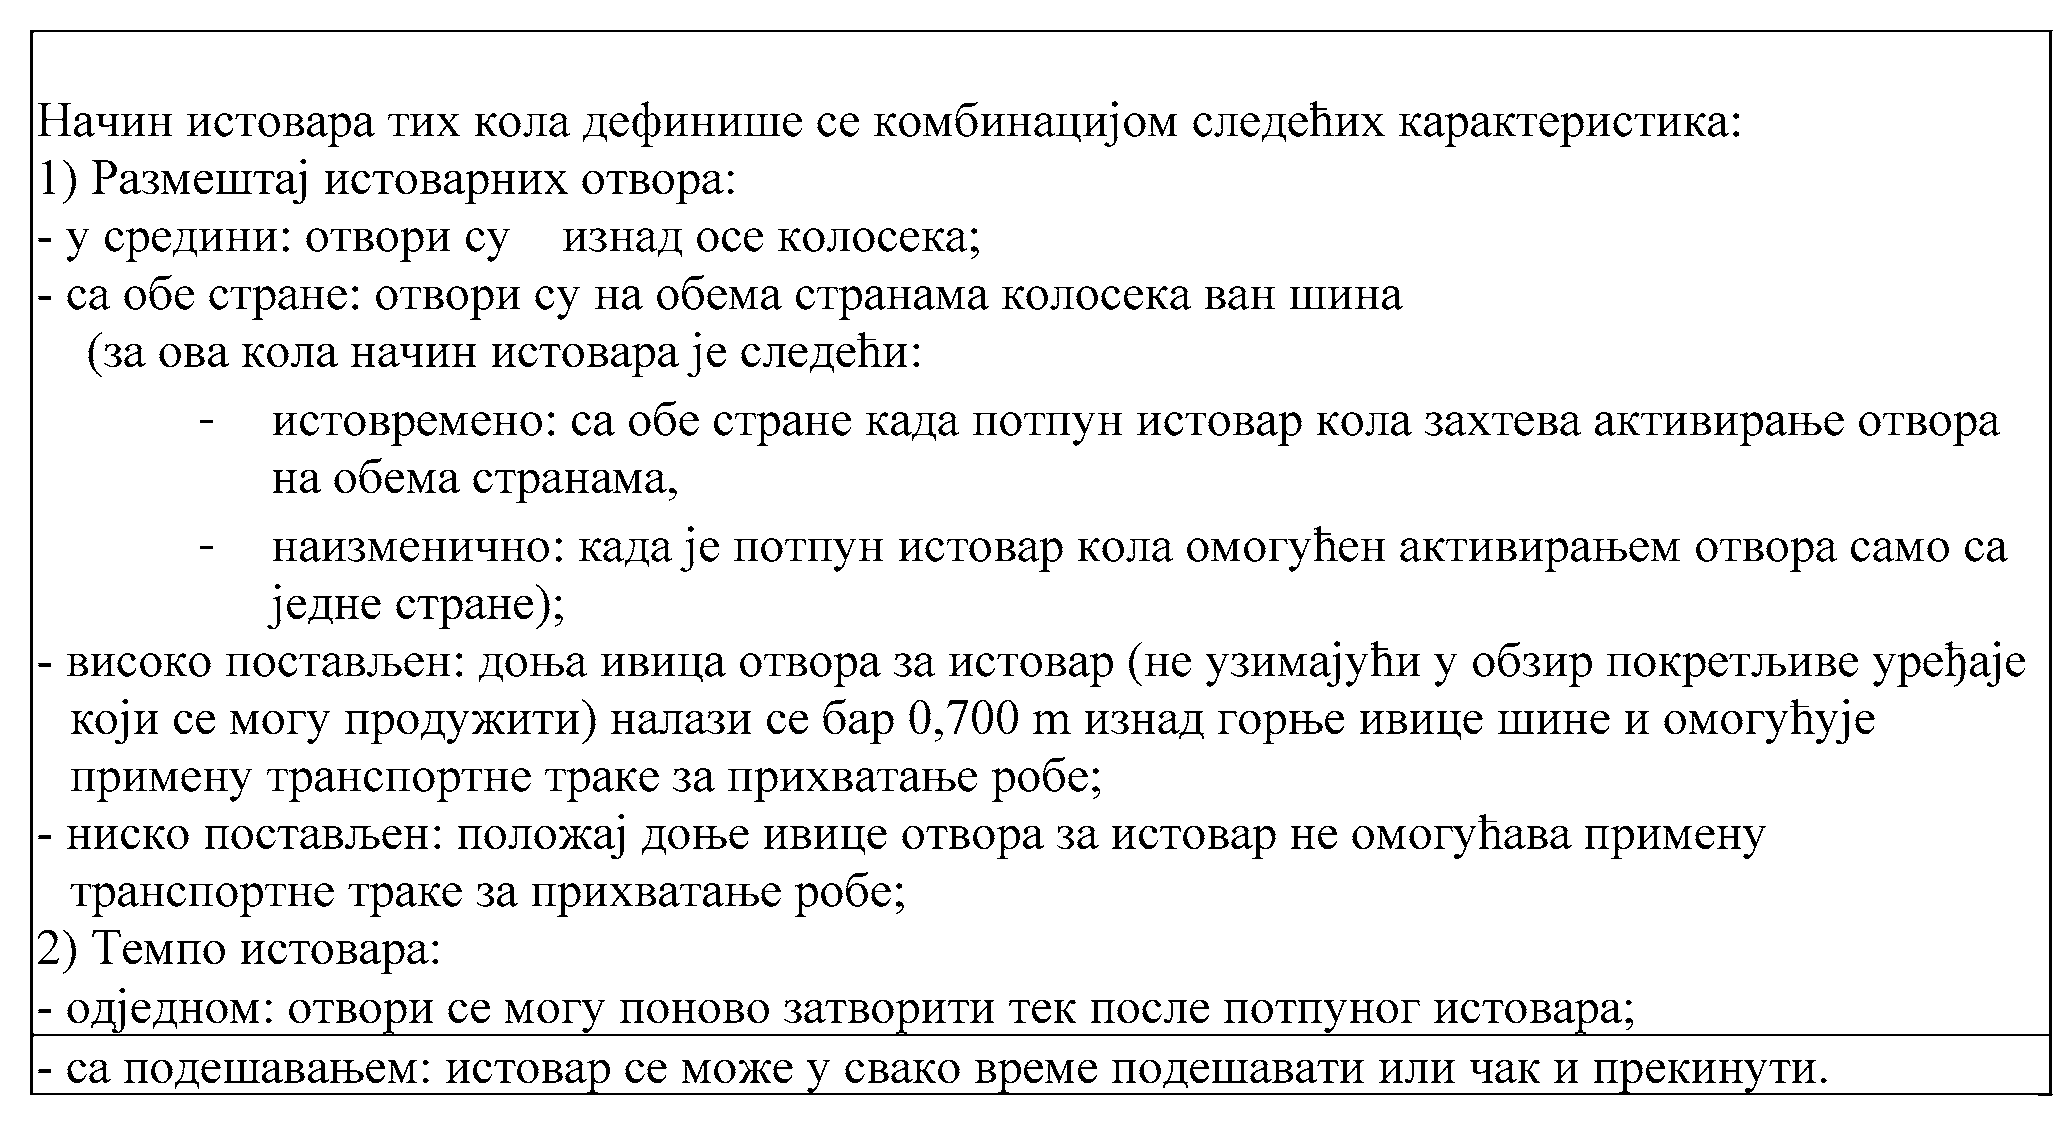 Начин истовара тих кола дефинише се комбинацијом следећих карактеристика:
1) Размештај истоварних отвора:
- у средини: отвори су изнад осе колосека;
- са обе стране: отвори су на обема странама колосека ван шина
(за ова кола начин истовара је следећи:
- истовремено: са обе стране када потпун истовар кола захтева активирање отвора
на обема странама,
- наизменично: када је потпун истовар кола омогућен активирањем отвора само са
једне стране);
- високо постављен: доња ивица отвора за истовар (не узимајући у обзир покретљиве уређаје
који се могу продужити) налази се бар 0,700 m изнад горње ивице шине и омогућује
примену транспортне траке за прихватање робе;
- ниско постављен: положај доње ивице отвора за истовар не омогућава примену
транспортне траке за прихватање робе;
2) Темпо истовара:
- одједном: отвори се могу поново затворити тек после потпуног истовара;
- са подешавањем: истовар се може у свако време подешавати или чак и прекинути.